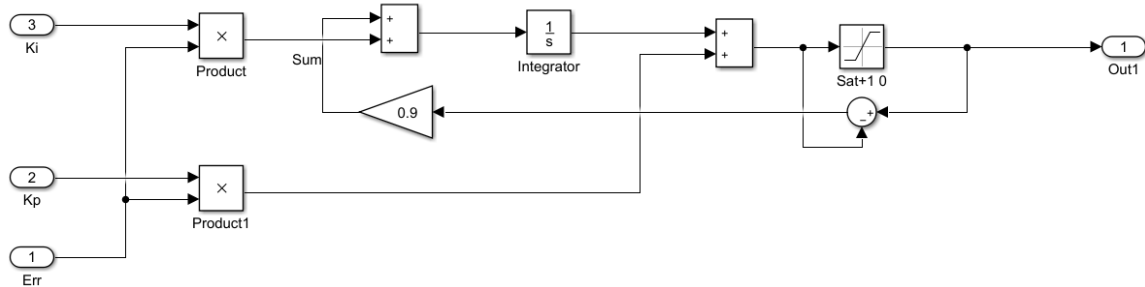 3
Ki
×
Product
Sum
+
+
1
s
Integrator
+
+
Sat+1 0
1
Out1
0.9
−
+
2
Kp
×
Product1
1
Err